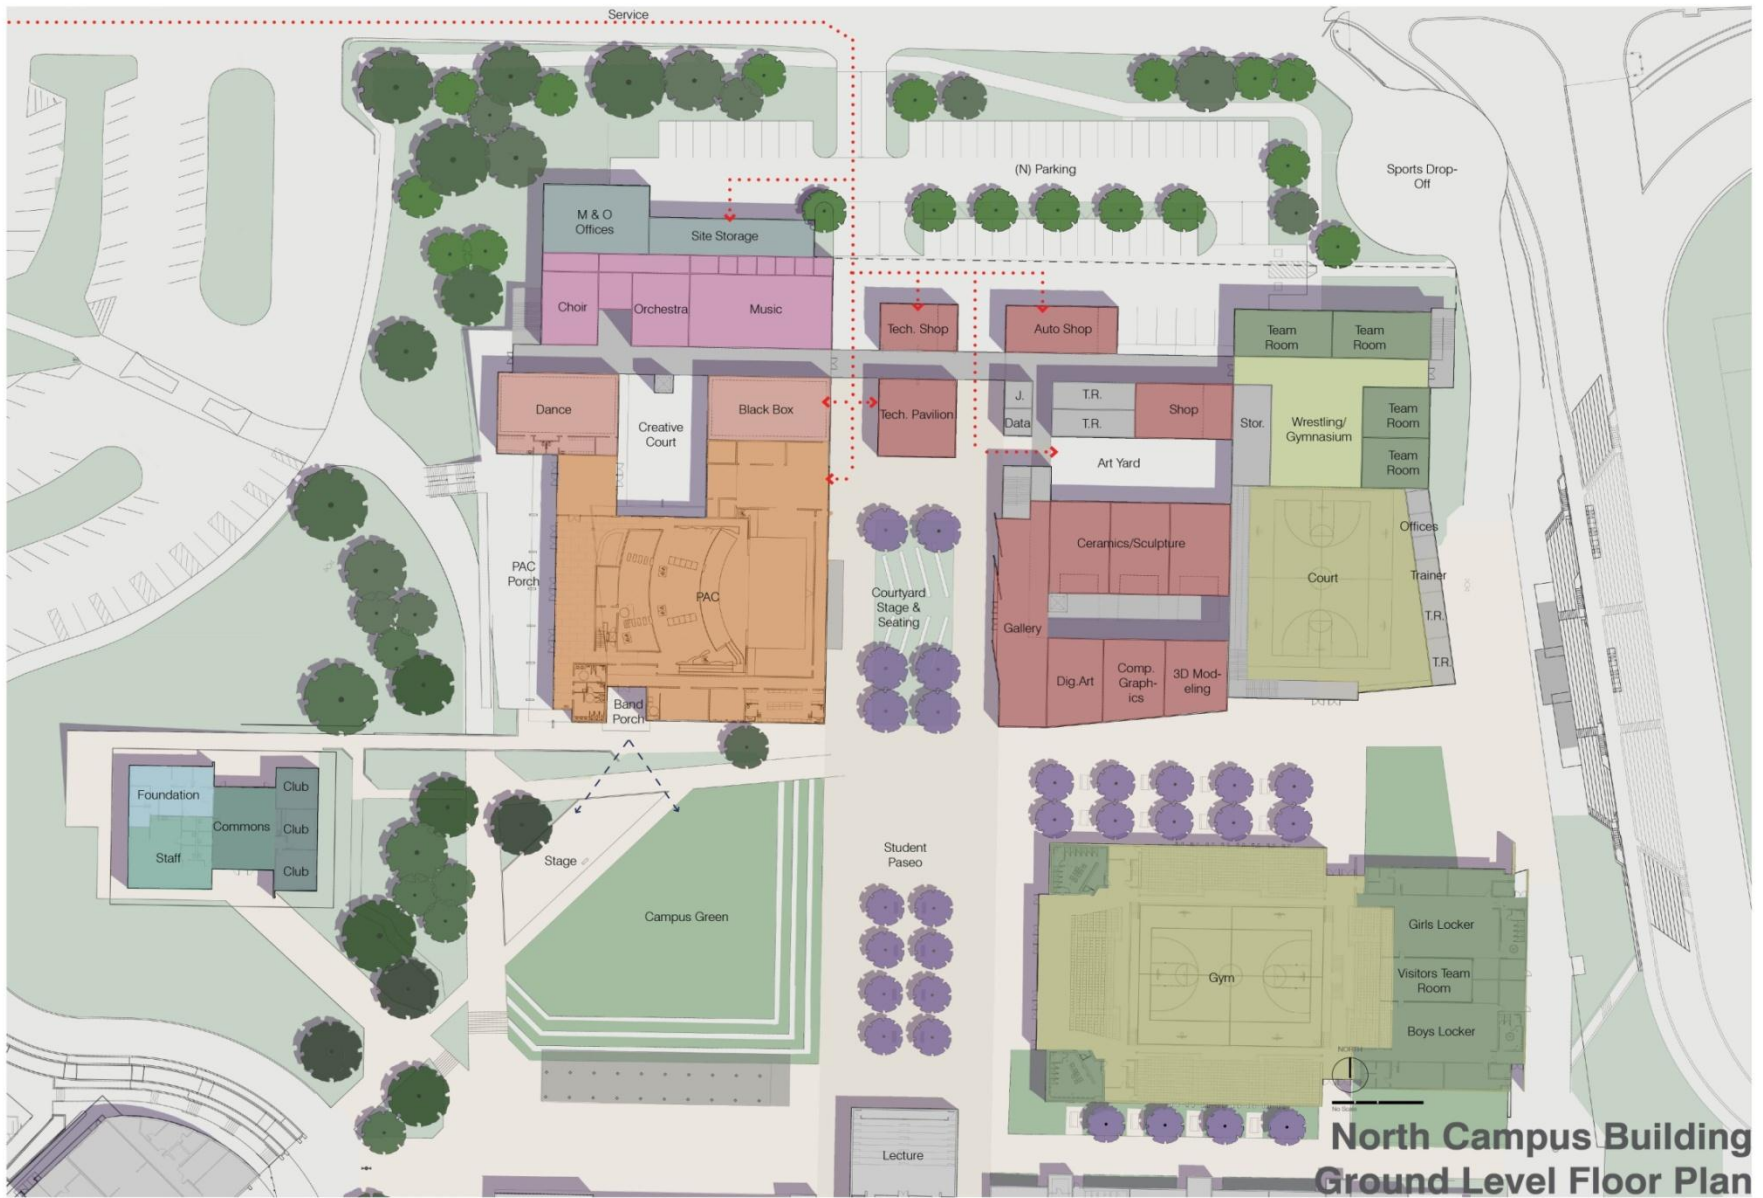 Service
(N) Parking
Sports Drop-
Off
M & O
Offices
Site Storage
Choir
Orchestra
Music
Tech. Shop
Auto Shop
Team
Room
Team
Room
Dance
Creative
Court
Black Box
Tech. Pavilion
J.
Data
T.R.
T.R.
Shop
Stor.
Wrestling/
Gymnasium
Team
Room
Team
Room
Art Yard
PAC
Porch
PAC
Courtyard
Stage &
Seating
Gallery
Ceramics/Sculpture
Court
Offices
Trainer
T.R.
T.R.
Dig.Art
Comp.
Graph-
ics
3D Mod-
eling
Band
Porch
Foundation
Commons
Staff
Club
Club
Club
Stage
Campus Green
Student
Paseo
Gym
Girls Locker
Visitors Team
Room
Boys Locker
Lecture
NORTH
No Scale
North Campus Building
Ground Level Floor Plan